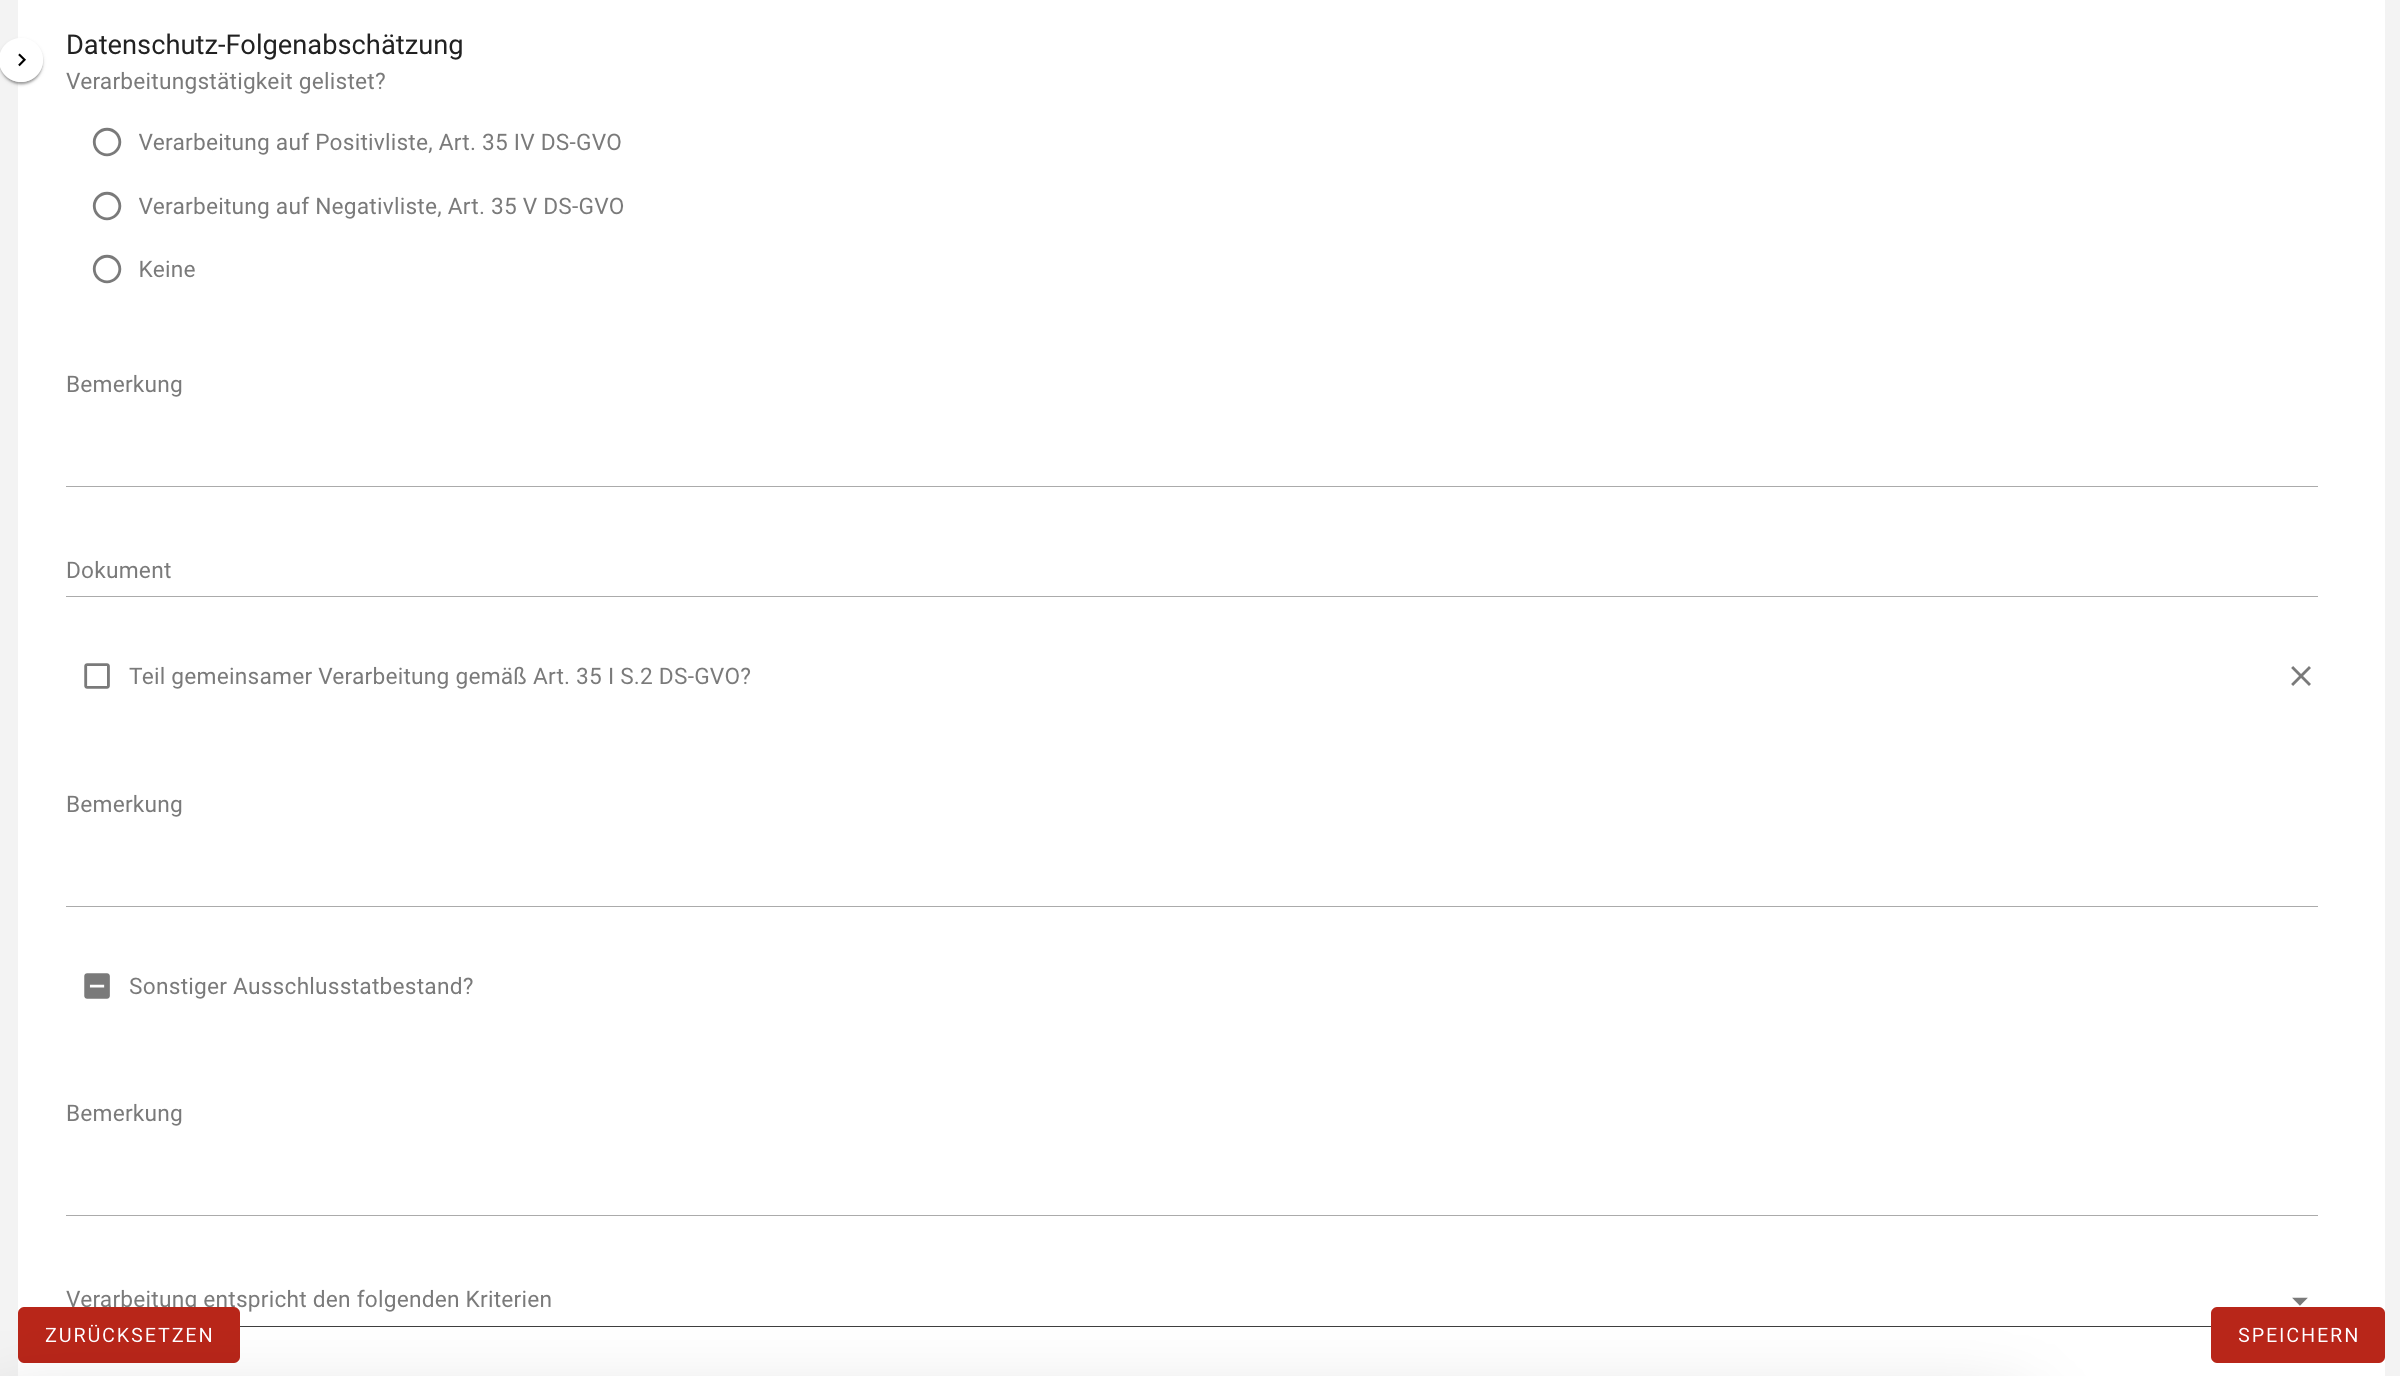 Datenschutz-Folgenabschätzung
Verarbeitungstätigkeit gelistet?
Verarbeitung auf Positivliste, Art. 35 IV DS-GVO
Verarbeitung auf Negativliste, Art. 35 V DS-GVO
Keine
Bemerkung
Dokument
Teil gemeinsamer Verarbeitung gemäß Art. 35 I S.2 DS-GVO?
Bemerkung
Sonstiger Ausschlusstatbestand?
Bemerkung
Verarbeitung entspricht den folgenden Kriterien
ZURÜCKSETZEN
SPEICHERN